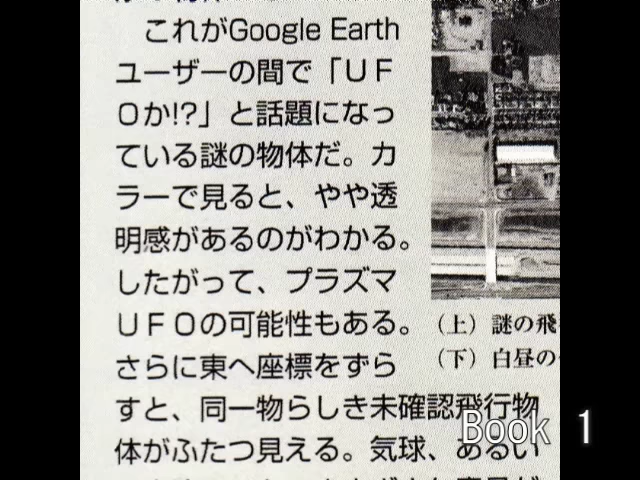 これがGoogle Earth
ユーザーの間で「ＵＦ
Ｏか!?」と話題になっ
ている謎の物体だ。カ
ラーで見ると、やや透
明感があるのがわかる。
したがって、プラズマ
ＵＦＯの可能性もある。
さらに東へ座標をずら
すと、同一物らしき未確認飛行物
体がふたつ見える。気球、あるい
（上）謎の飛
（下）白昼の
Book 1